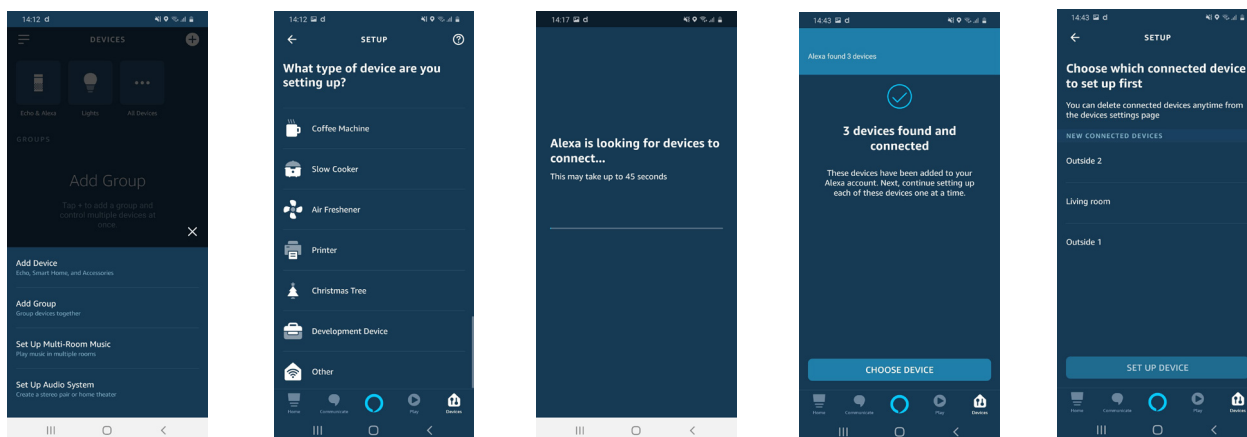 14:12 d
DEVICES
Echo & Alexa
Lights
All Devices
GROUPS
Add Group
Tap + to add a group and
control multiple devices at
once
Add Device
Echo, Smart Home, and Accessories
Add Group
Group devices together
Set Up Multi-Room Music
Play music in multiple rooms
Set Up Audio System
Create a stereo pair or home theater
14:12 d
SETUP
What type of device are you
setting up?
Coffee Machine
Slow Cooker
Air Freshener
Printer
Christmas Tree
Development Device
Other
Home
Communicate
Play
Devices
14:17 d
Alexa is looking for devices to
connect...
This may take up to 45 seconds
14:43 d
Alexa found 3 devices
3 devices found and
connected
These devices have been added to your
Alexa account. Next, continue setting up
each of these devices one at a time.
CHOOSE DEVICE
Home
Communicate
Play
Devices
14:43 d
SETUP
Choose which connected device
to set up first
You can delete connected devices anytime from
the devices settings page
NEW CONNECTED DEVICES
Outside 2
Living room
Outside 1
SET UP DEVICE
Home
Communicate
Play
Devices